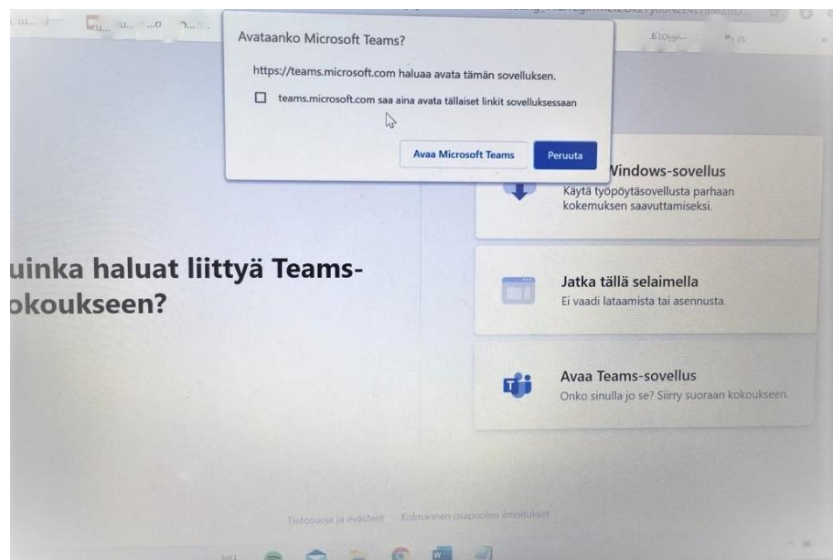 Avataanko Microsoft Teams?
https://teams.microsoft.com haluaa avata tämän sovelluksen.
teams.microsoft.com saa aina avata tällaiset linkit sovelluksessaan
Avaa Microsoft Teams
Peruuta
uinka haluat liittyä Teams-
okoukseen?
Windows-sovellus
Käytä työpöytäsovellusta parhaan
kokemuksen saavuttamiseksi.
Jatka tällä selaimella
Ei vaadi lataamista tai asennusta.
Avaa Teams-sovellus
Onko sinulla jo se? Siirry suoraan kokoukseen.
Tietosuoja ja evästeet
Kolmannen osapuolen ilmoitukset